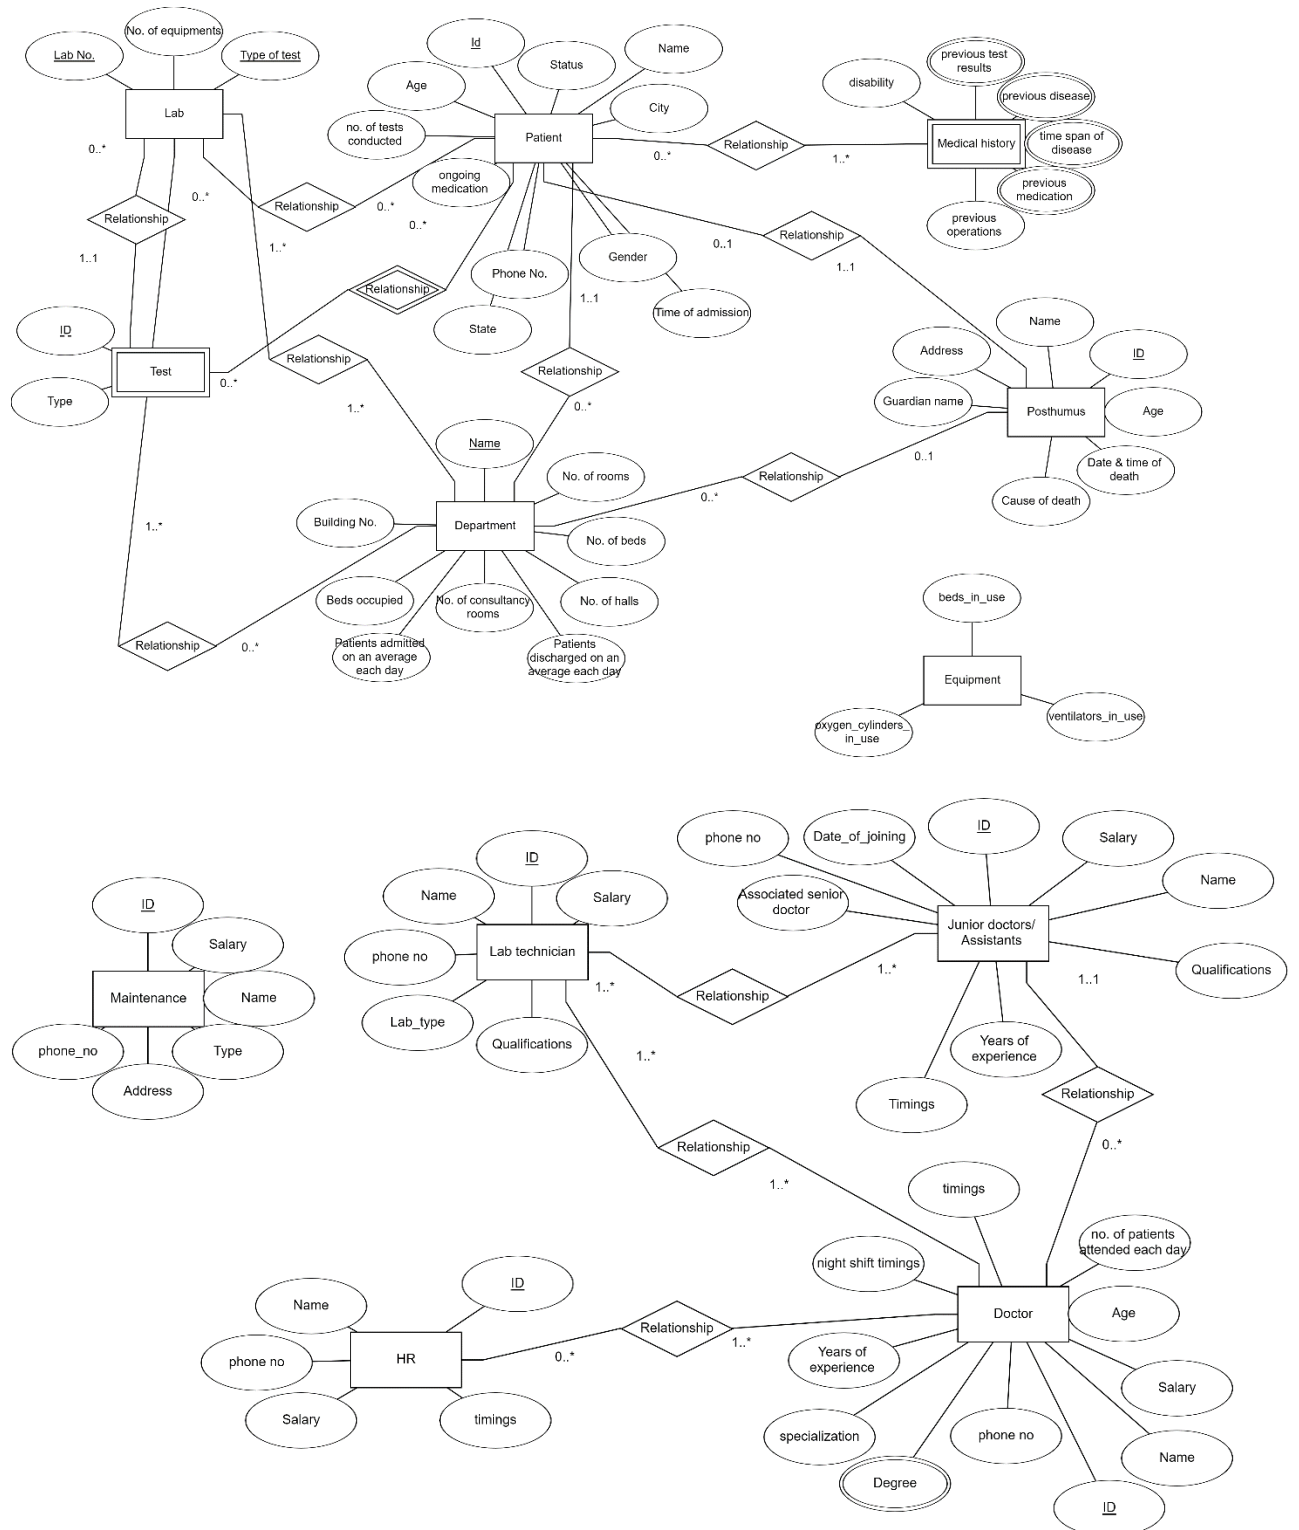 No. of equipments
Lab No.
Type of test
Lab
0..*
Relationship
1..1
0..*
1..*
Relationship
0..*
0..*
Id
Status
Name
Age
City
no. of tests
conducted
Patient
ongoing
medication
0..*
Relationship
1..*
previous test
results
disability
previous disease
Medical history
time span of
disease
previous
medication
previous
operations
Relationship
0..1
1..1
Gender
Phone No.
1..1
Time of admission
State
Relationship
ID
Test
Type
0..*
Relationship
1..*
Relationship
0..*
Name
Address
ID
Guardian name
Posthumus
Age
Date & time of
death
Cause of death
0..1
Relationship
0..*
Name
No. of rooms
Building No.
Department
No. of beds
Beds occupied
No. of consultancy
rooms
No. of halls
Patients admitted
on an average
each day
Patients
discharged on an
average each day
1..*
Relationship
0..*
beds_in_use
Equipment
oxygen_cylinders_
in_use
ventilators_in_use
ID
Salary
Maintenance
Name
phone_no
Type
Address
ID
Name
Salary
phone no
Lab technician
Lab_type
Qualifications
1..*
Relationship
1..*
phone no
Date_of_joining
ID
Salary
Associated senior
doctor
Name
Junior doctors/
Assistants
Qualifications
1..1
Years of
experience
Timings
Relationship
0..*
1..*
Relationship
1..*
timings
night shift timings
no. of patients
attended each day
Doctor
Age
Years of
experience
Salary
specialization
phone no
Name
Degree
ID
ID
Name
phone no
HR
Salary
timings
0..*
Relationship
1..*